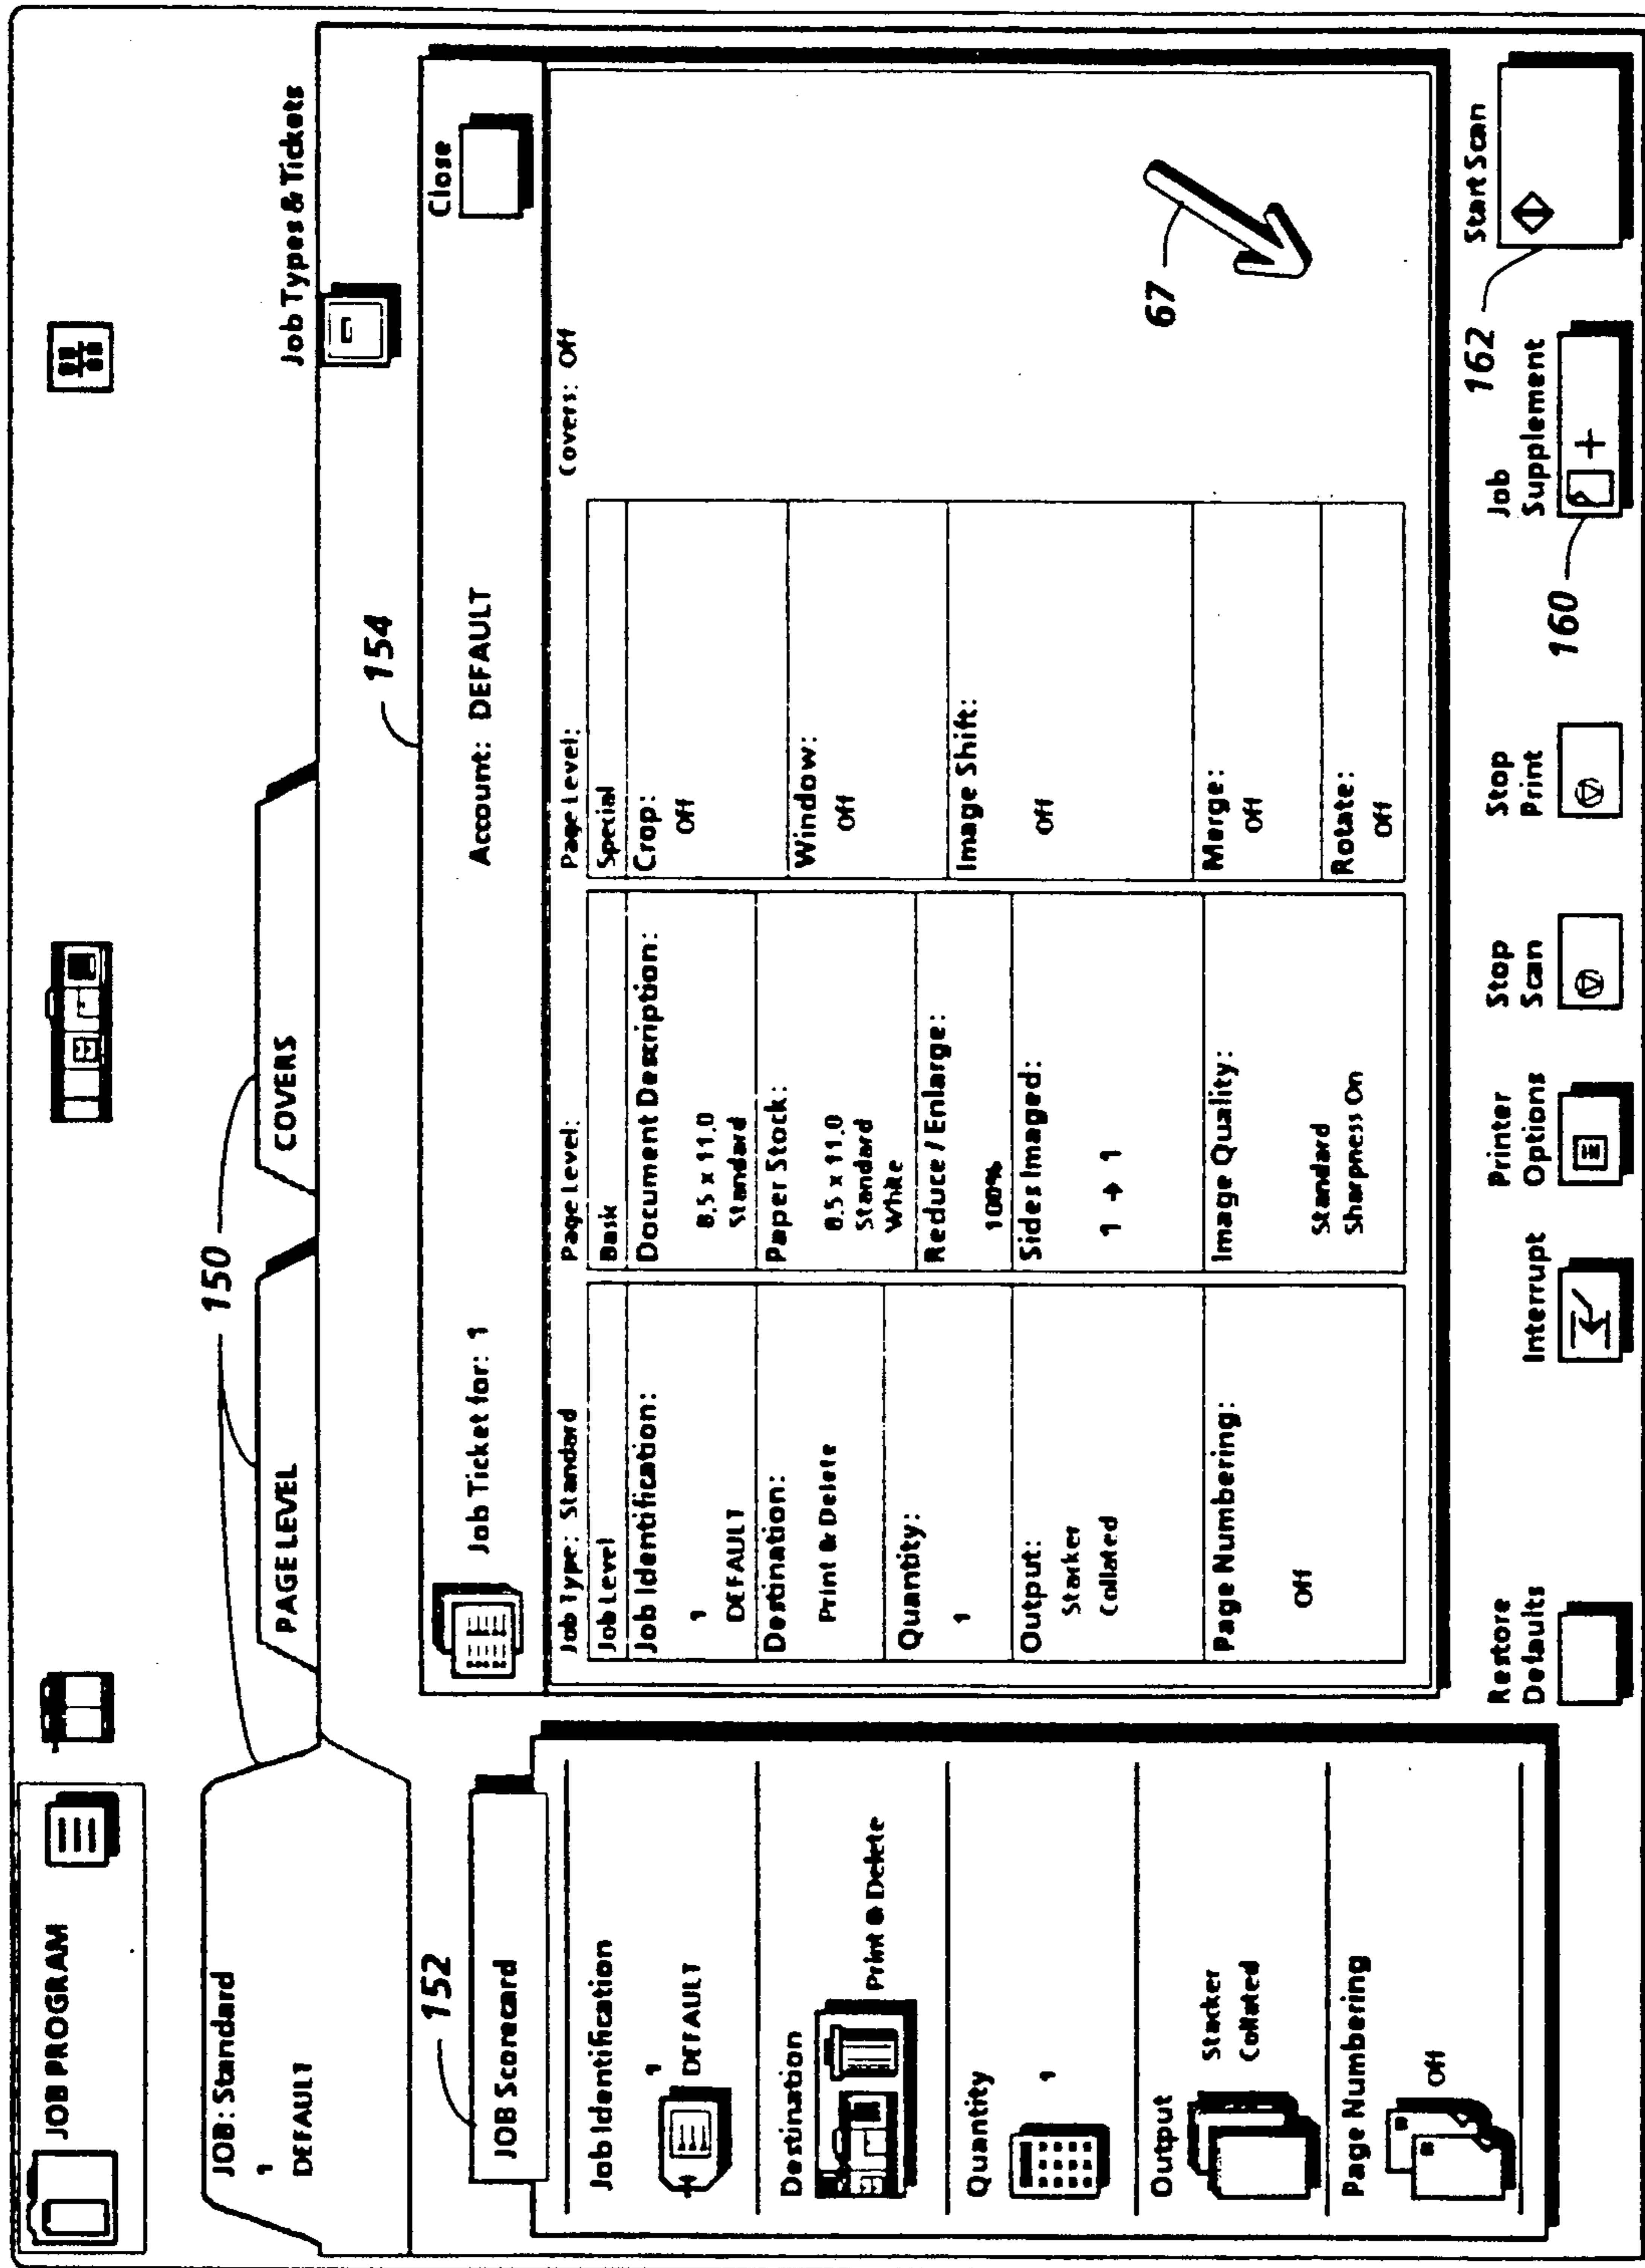 JOB PROGRAM
JOB: Standard
1
DEFAULT
150
PAGE LEVEL
COVERS
Job Types & Tickets
152
JOB Scorecard
Job Identification
1
DEFAULT
Destination
Print & Delete
Quantity
1
Output
Stacker
Collated
Page Numbering
Off
154
Job Ticket for: 1
Account: DEFAULT
Close
Job Type: Standard
Job Level
Job Identification:
1
DEFAULT
Destination:
Print & Delete
Quantity:
1
Output:
Stacker
Collated
Page Numbering:
Off
Page Level:
Basic
Document Description:
8.5 x 11.0
Standard
Paper Stock:
8.5 x 11.0
Standard
White
Reduce / Enlarge:
100%
Sides Imaged:
1 → 1
Image Quality:
Standard
Sharpness On
Page Level:
Special
Crop:
Off
Window:
Off
Image Shift:
Off
Merge:
Off
Rotate:
Off
Covers: Off
67
Restore
Defaults
Interrupt
Printer
Options
Stop
Scan
Stop
Print
160
Job
Supplement
162
Start Scan